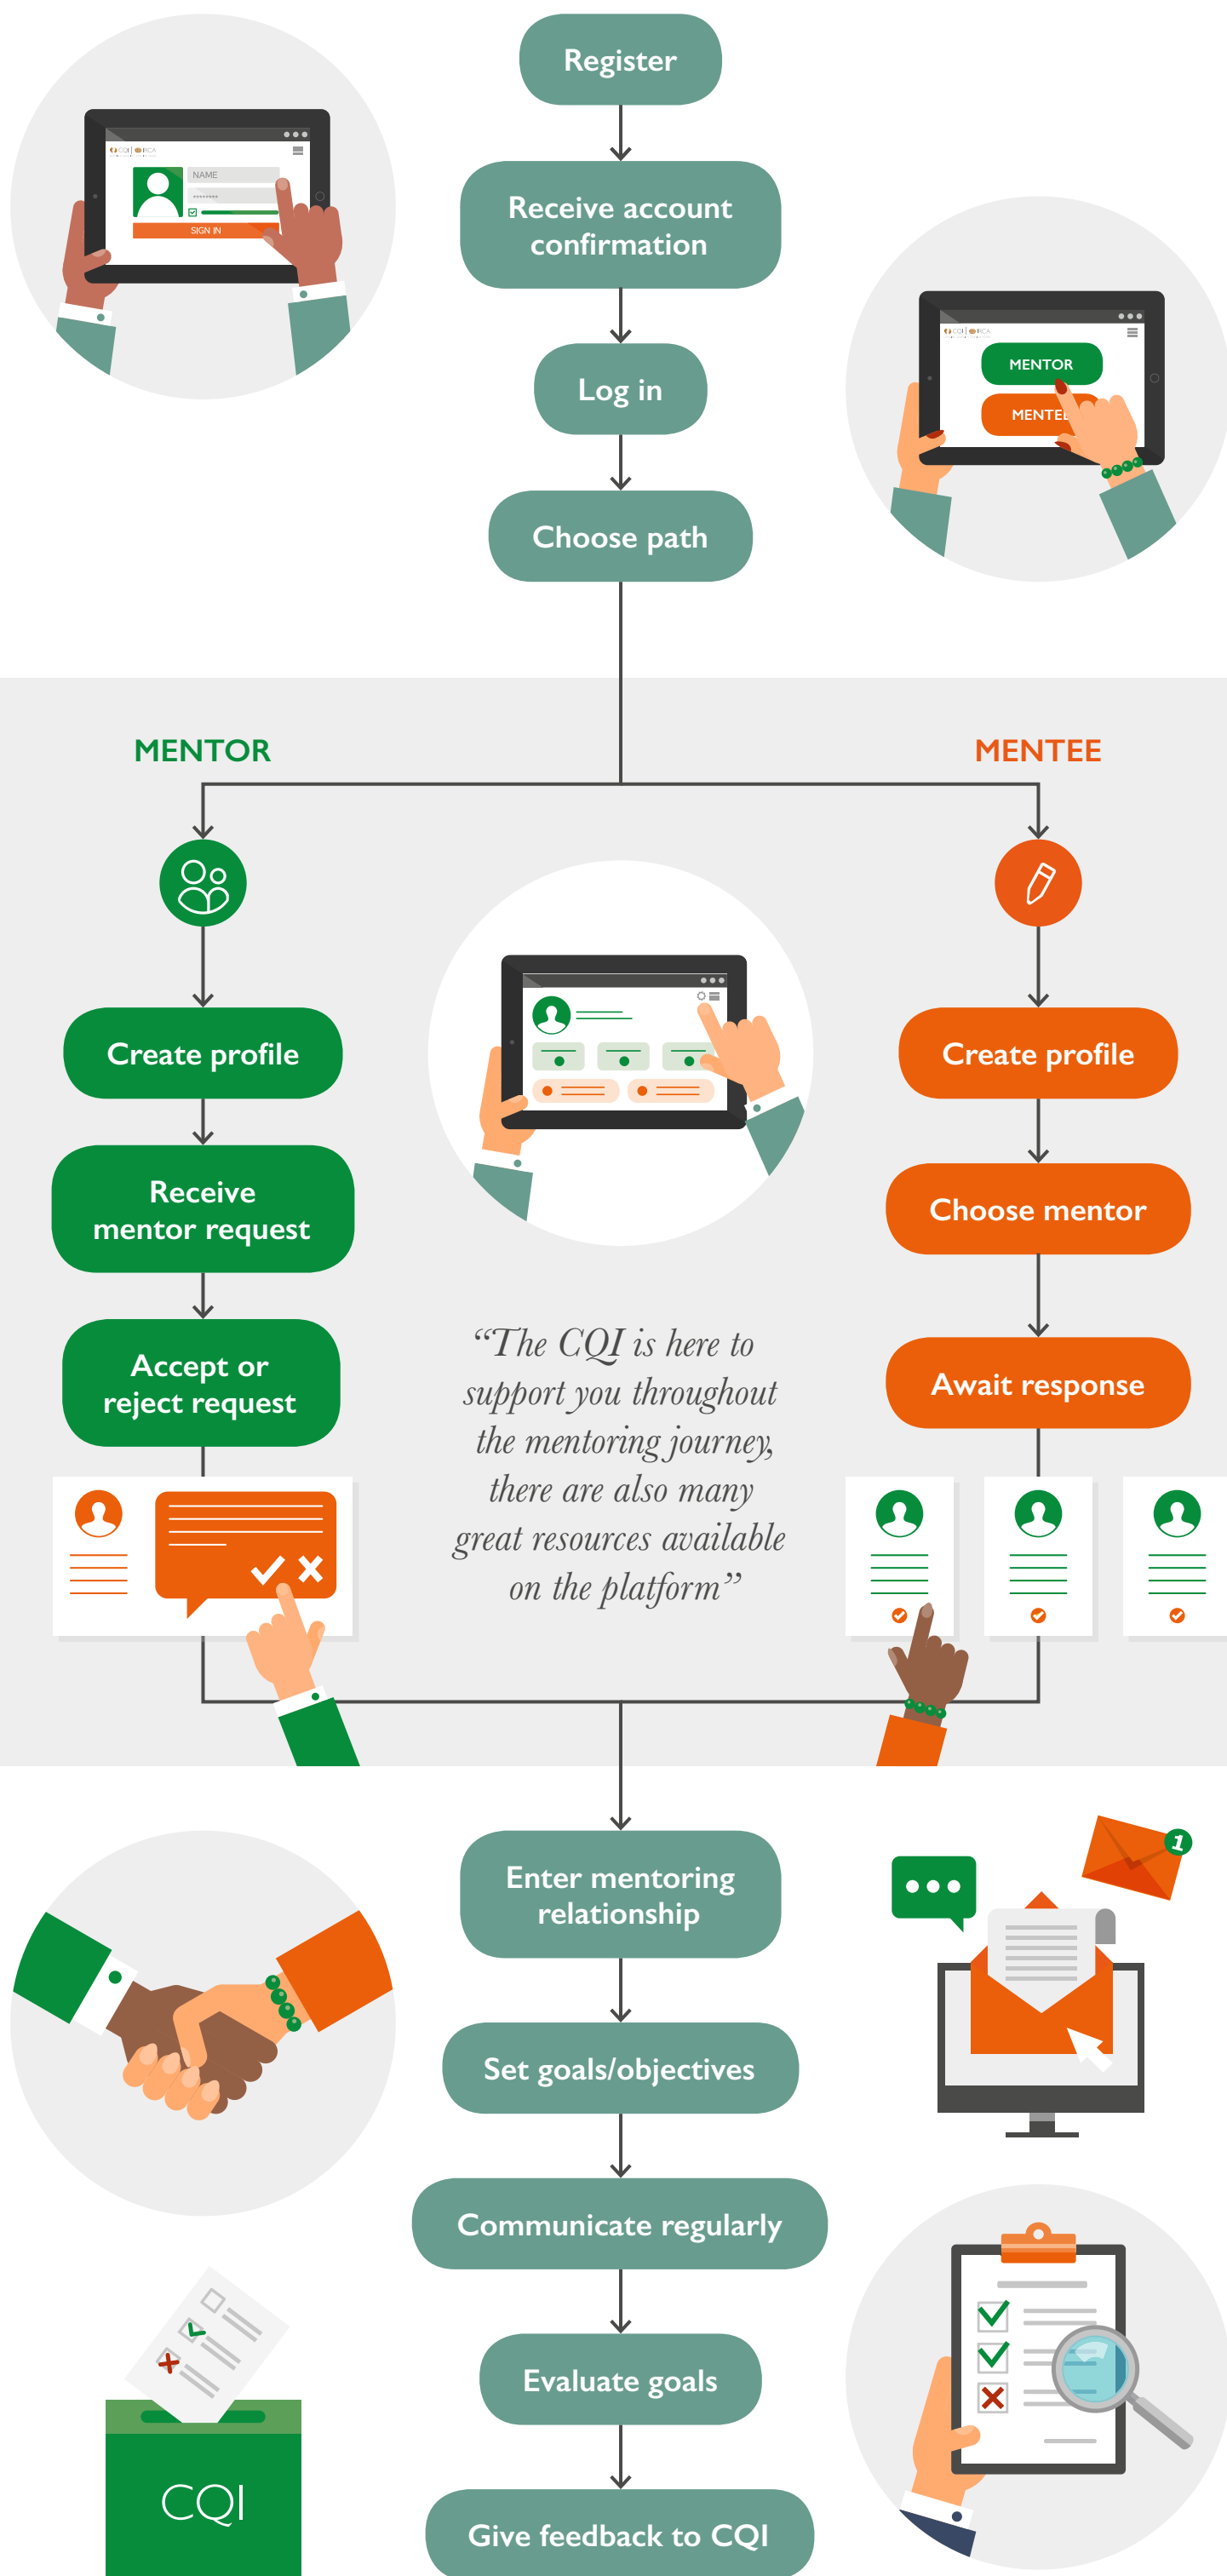 Register
NAME
********
SIGN IN
Receive account
confirmation
Log in
MENTOR
MENTEE
Choose path
MENTOR
MENTEE
Create profile
Create profile
Receive
mentor request
Choose mentor
Accept or
reject request
Await response
“The CQI is here to
support you throughout
the mentoring journey,
there are also many
great resources available
on the platform”
Enter mentoring
relationship
1
Set goals/objectives
Communicate regularly
Evaluate goals
CQI
Give feedback to CQI